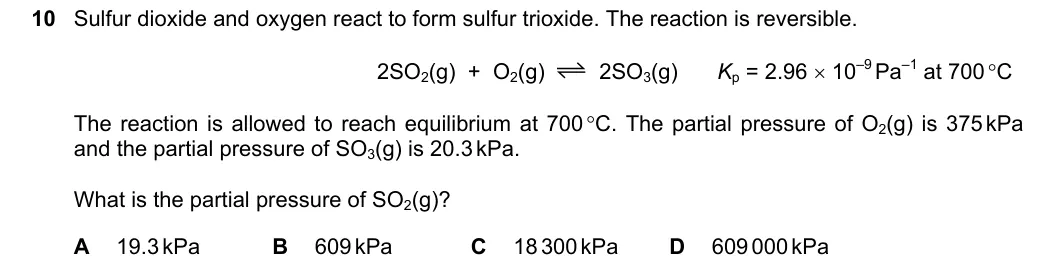 10 Sulfur dioxide and oxygen react to form sulfur trioxide. The reaction is reversible.
2SO₂(g) + O₂(g) ⇌ 2SO₃(g) Kₚ = 2.96 × 10⁻⁹ Pa⁻¹ at 700 °C
The reaction is allowed to reach equilibrium at 700 °C. The partial pressure of O₂(g) is 375 kPa
and the partial pressure of SO₃(g) is 20.3 kPa.
What is the partial pressure of SO₂(g)?
A 19.3 kPa B 609 kPa C 18 300 kPa D 609 000 kPa